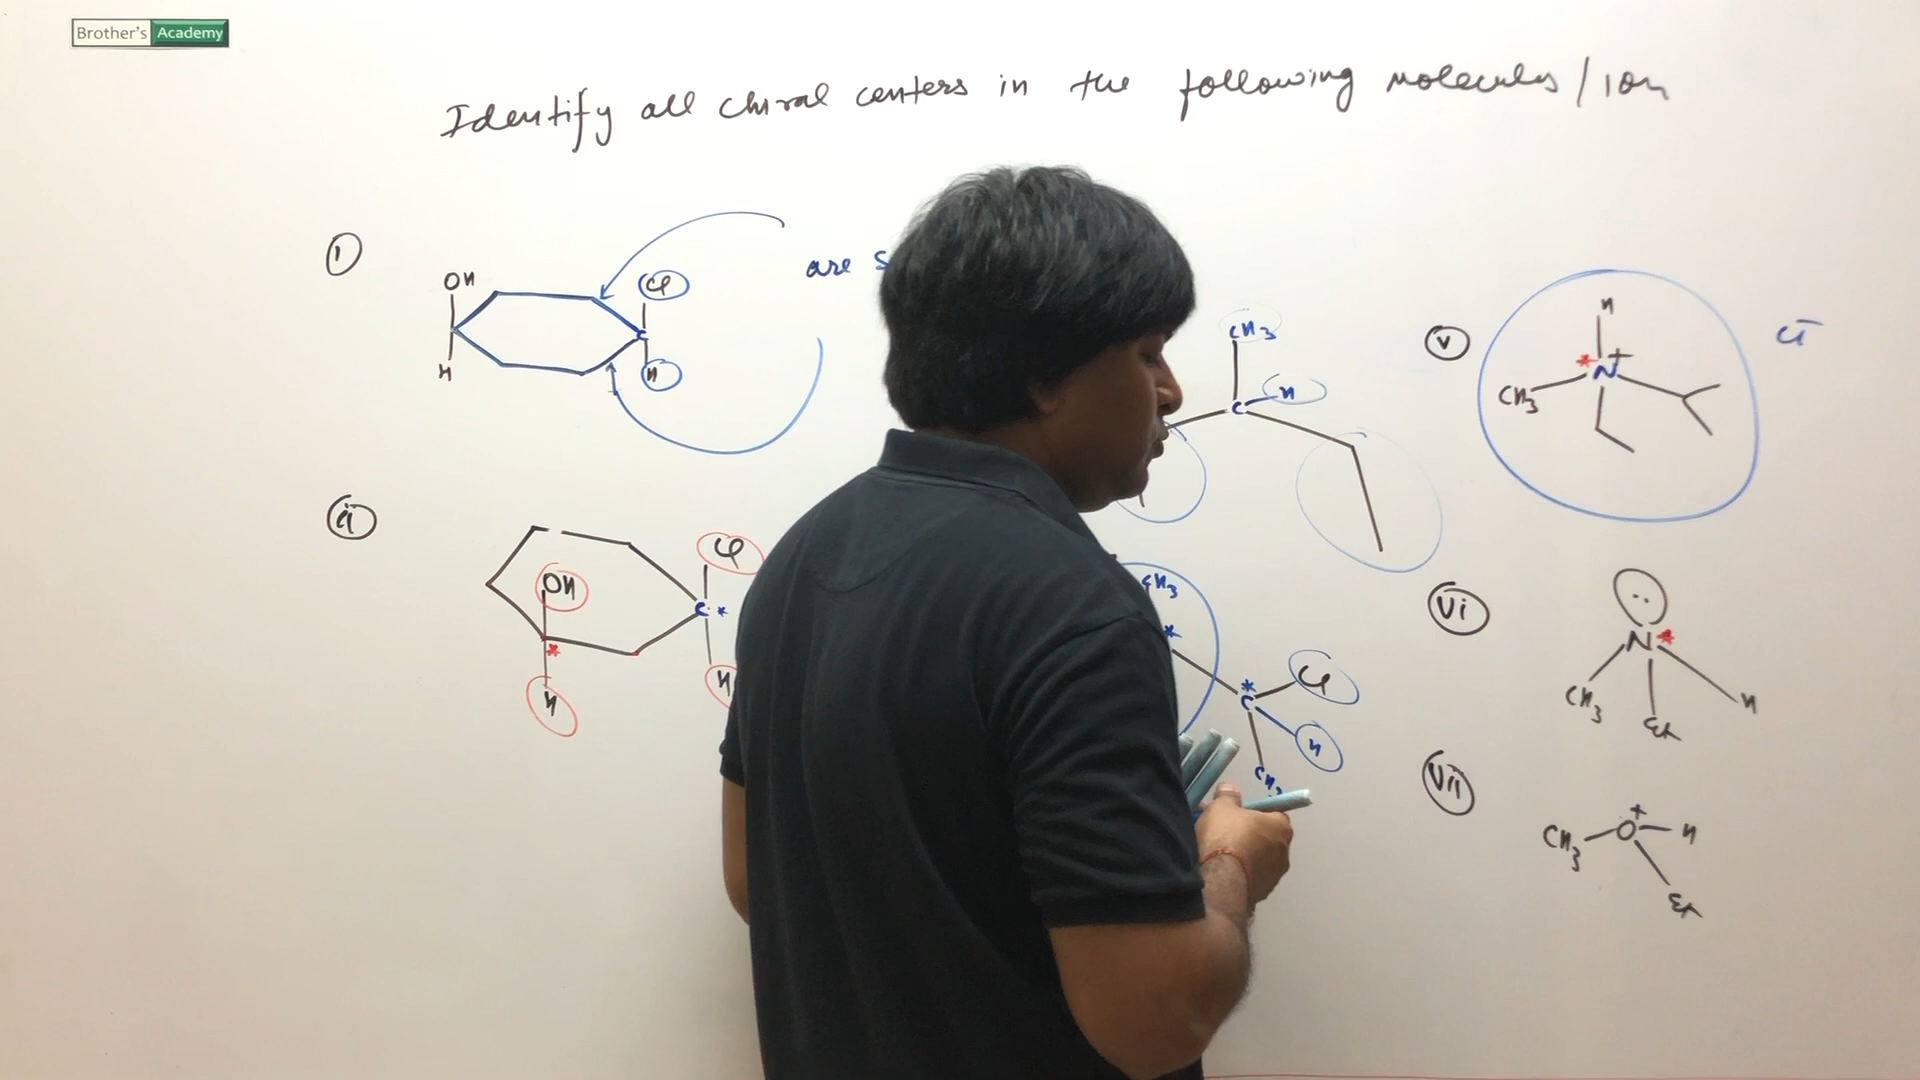 Brother's Academy
Identify all chiral centers in the following molecules / ion
i
OH
Cl
C
H
H
are
ii
Cl
OH
C *
*
H
H
CH3
H
C
CH3
*
*
C
Cl
H
CH3
v
H
* +
N
CH3
Cl-
vi
..
N *
CH3
Et
H
vii
+
CH3 O H
Et